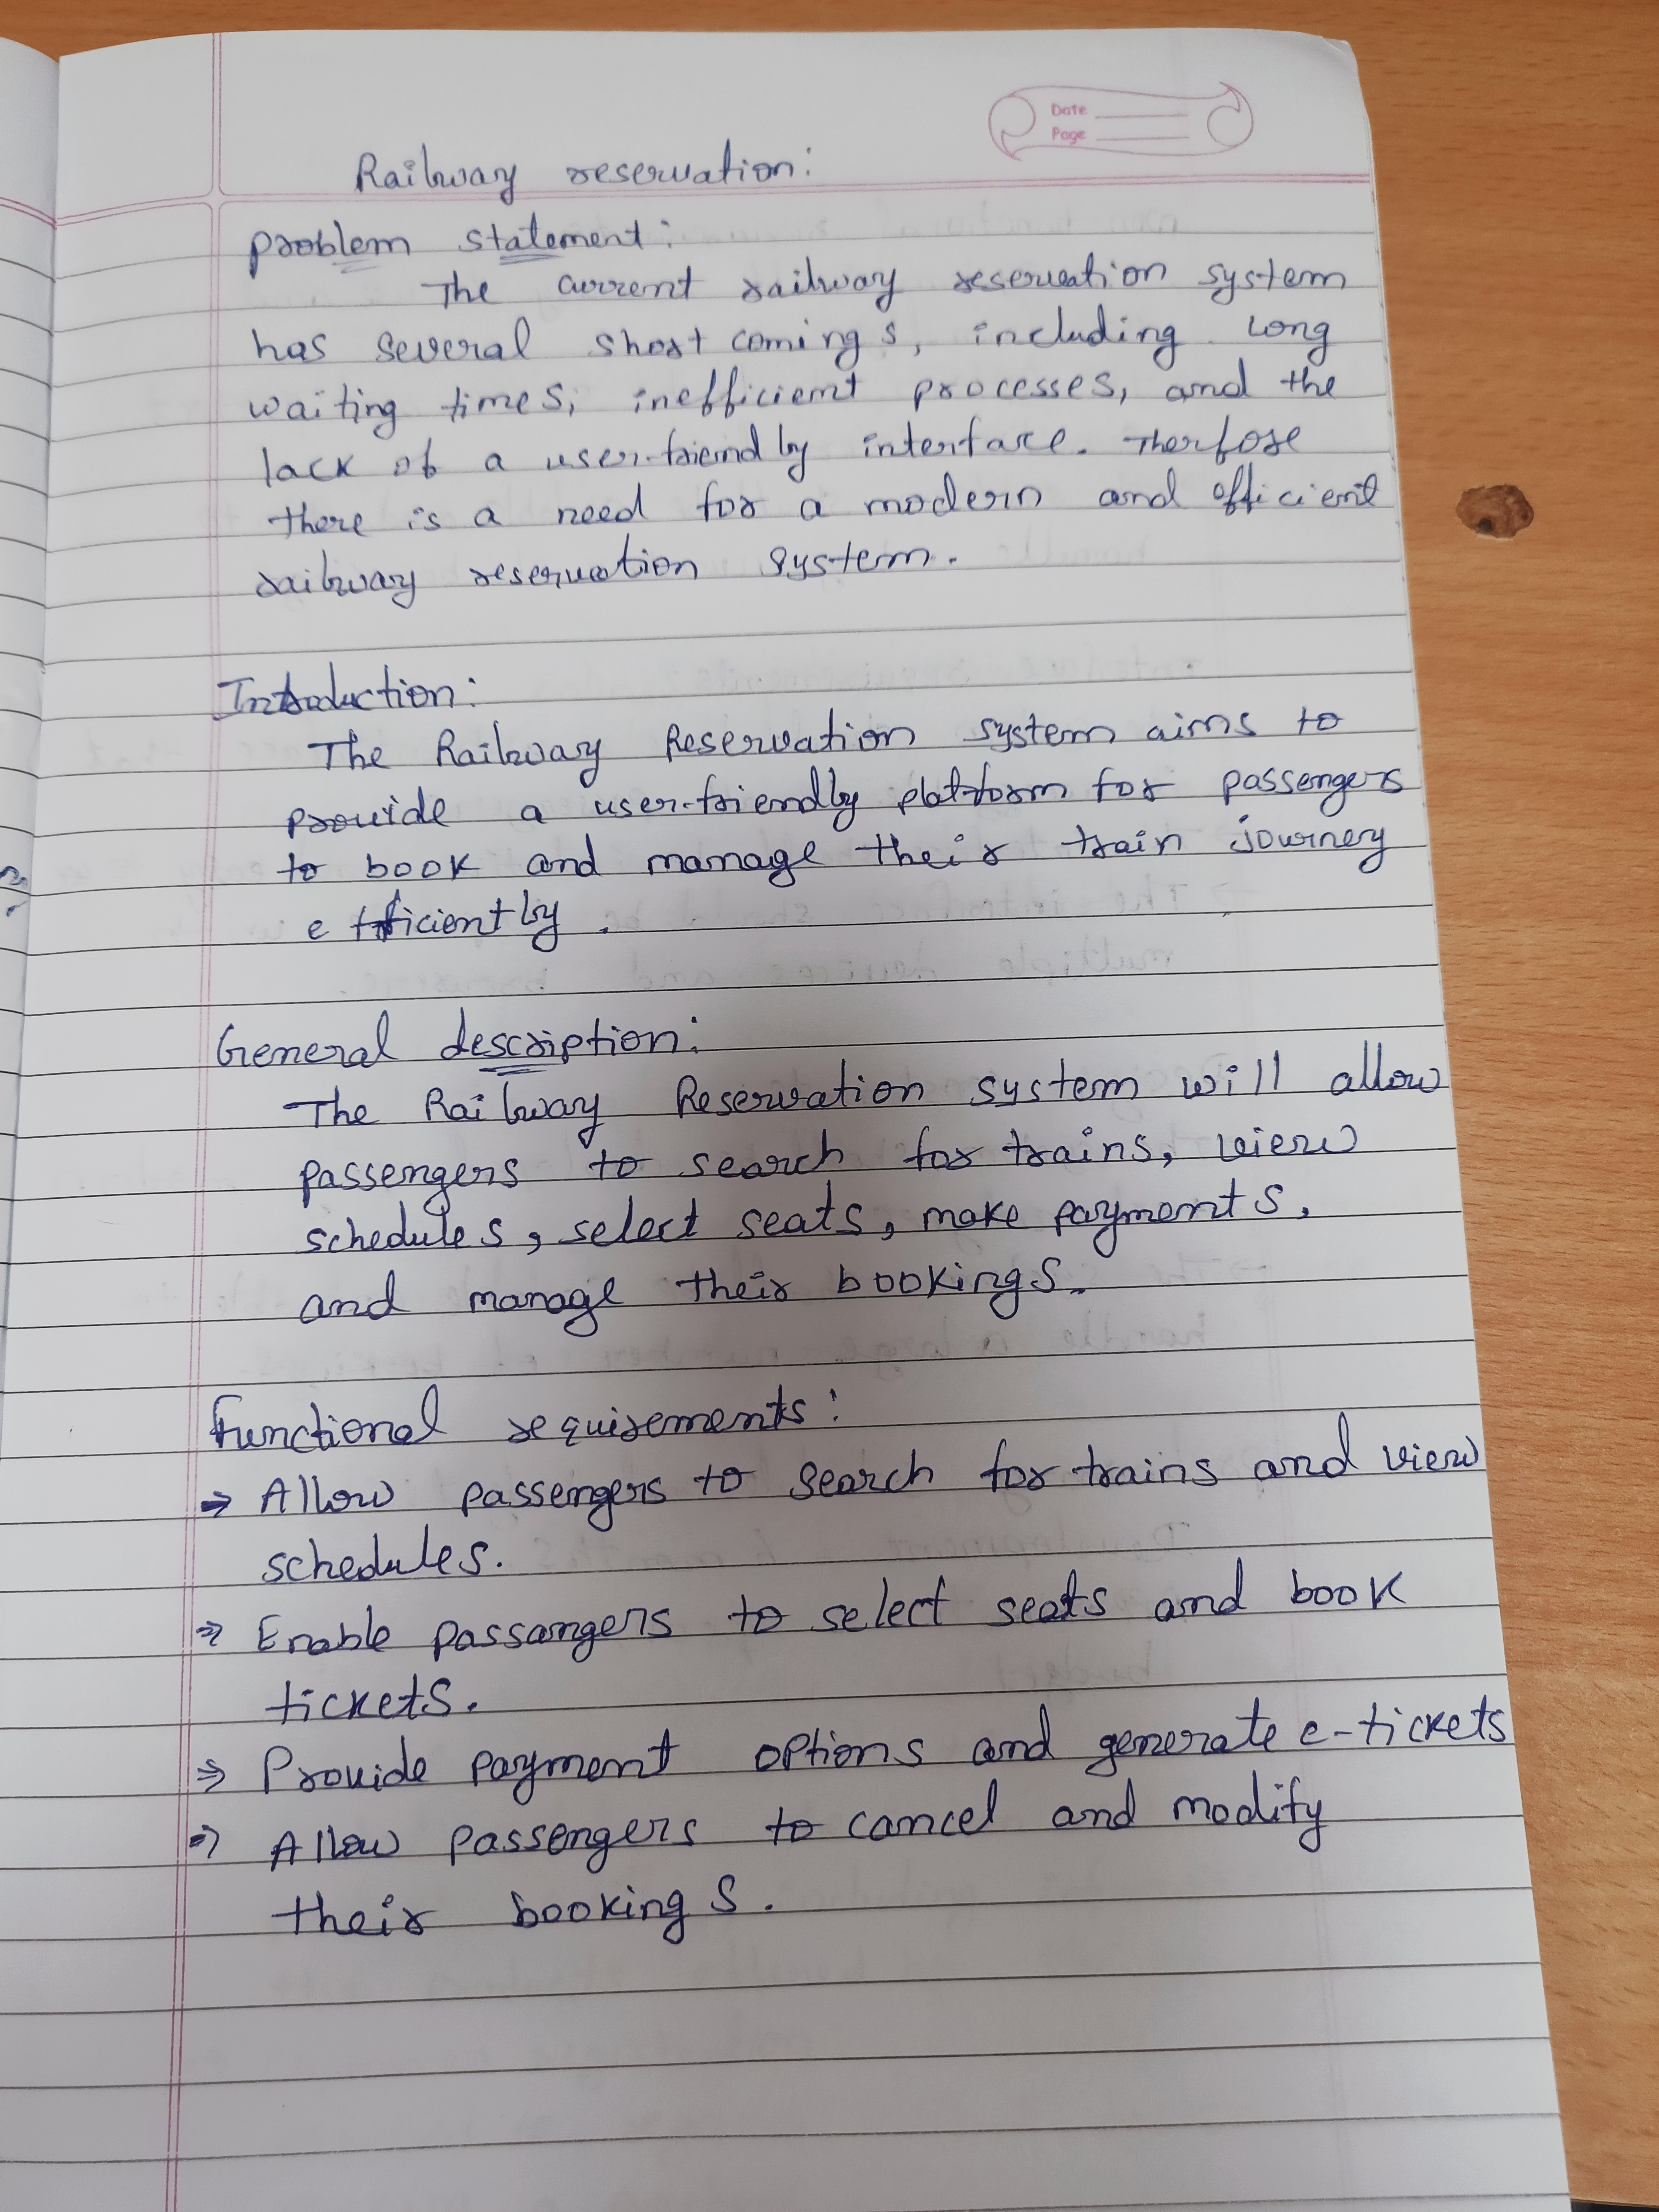 Date
Page
Railway reservation:
problem statement:
The current railway reservation system
has several short comings, including long
waiting times, inefficient processes, and the
lack of a user-friendly interface. Therfore
there is a need for a modern and efficient
railway reservation system.
Introduction:
The Railway Reservation system aims to
provide a user-friendly platform for passengers
to book and manage their train journey
efficiently.
General description:
The Railway Reservation system will allow
passengers to search for trains, view
schedules, select seats, make payments,
and manage their bookings.
Functional requirements:
⇒ Allow passengers to search for trains and view
schedules.
⇒ Enable passangers to select seats and book
tickets.
⇒ Provide payment options and generate e-tickets
⇒ Allow passengers to cancel and modify
their bookings.